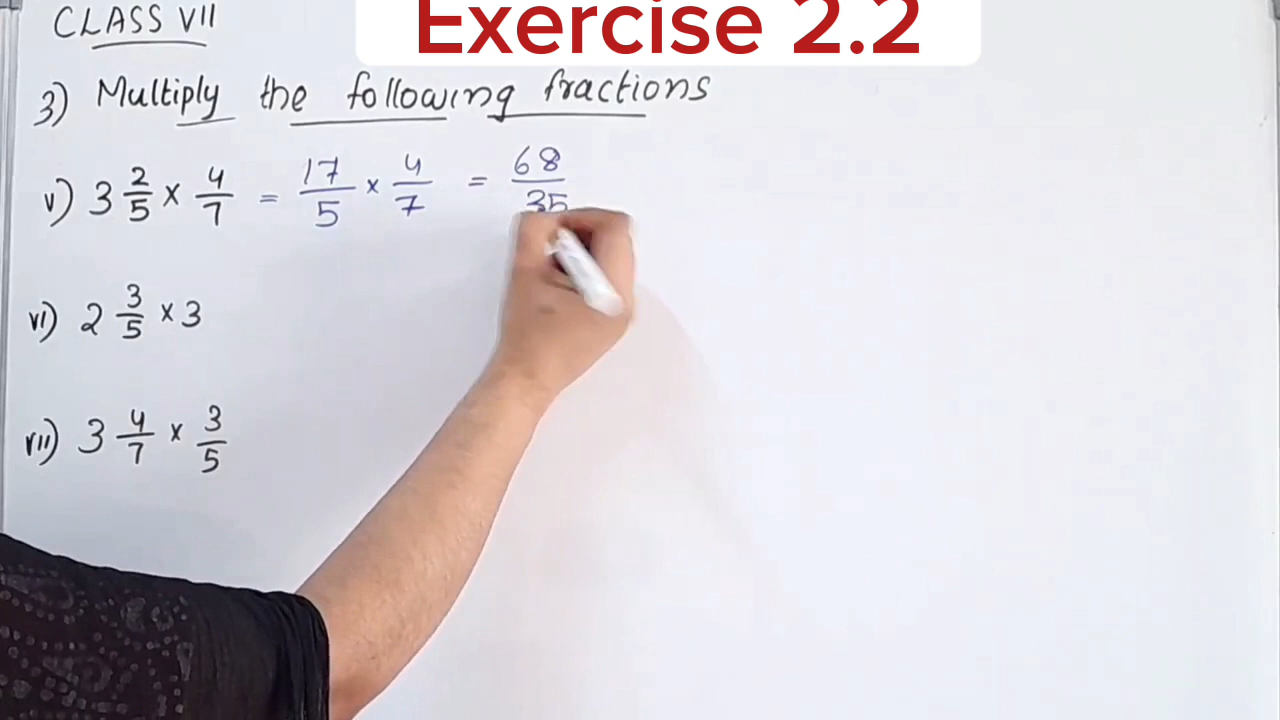 Exercise 2.2
CLASS VII
3) Multiply the following fractions
v) 3 2/5 × 4/7 = 17/5 × 4/7 = 68/35
vi) 2 3/5 × 3
vii) 3 4/7 × 3/5